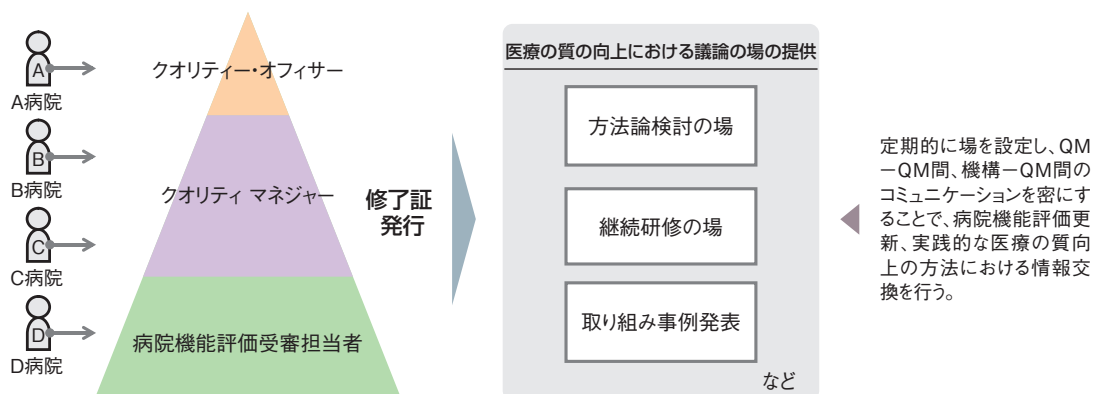 A
A病院
B
B病院
C
C病院
D
D病院
クオリティー・オフィサー
クオリティ マネジャー
病院機能評価受審担当者
修了証
発行
医療の質の向上における議論の場の提供
方法論検討の場
継続研修の場
取り組み事例発表
など
定期的に場を設定し、QM
−QM間、機構−QM間の
コミュニケーションを密にす
ることで、病院機能評価更
新、実践的な医療の質向
上の方法における情報交
換を行う。